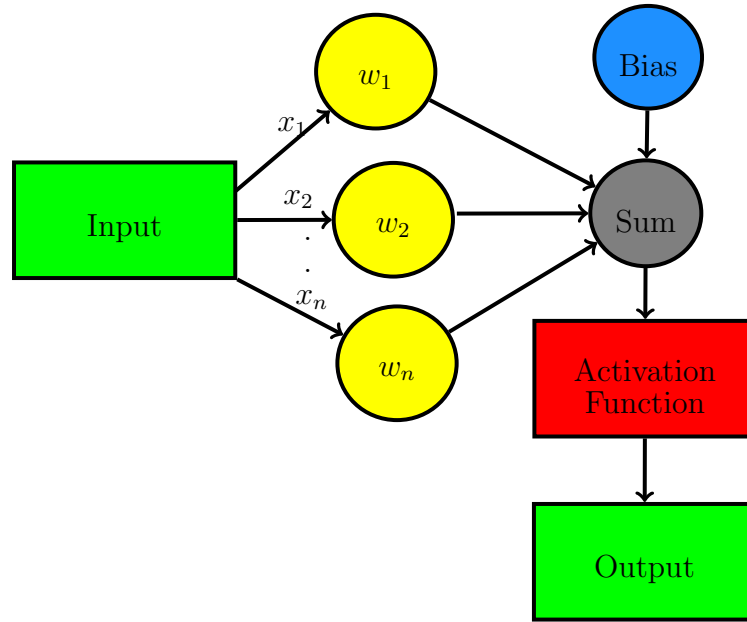 w₁
Bias
x₁
x₂
Input
w₂
Sum
.
.
xₙ
wₙ
Activation
Function
Output